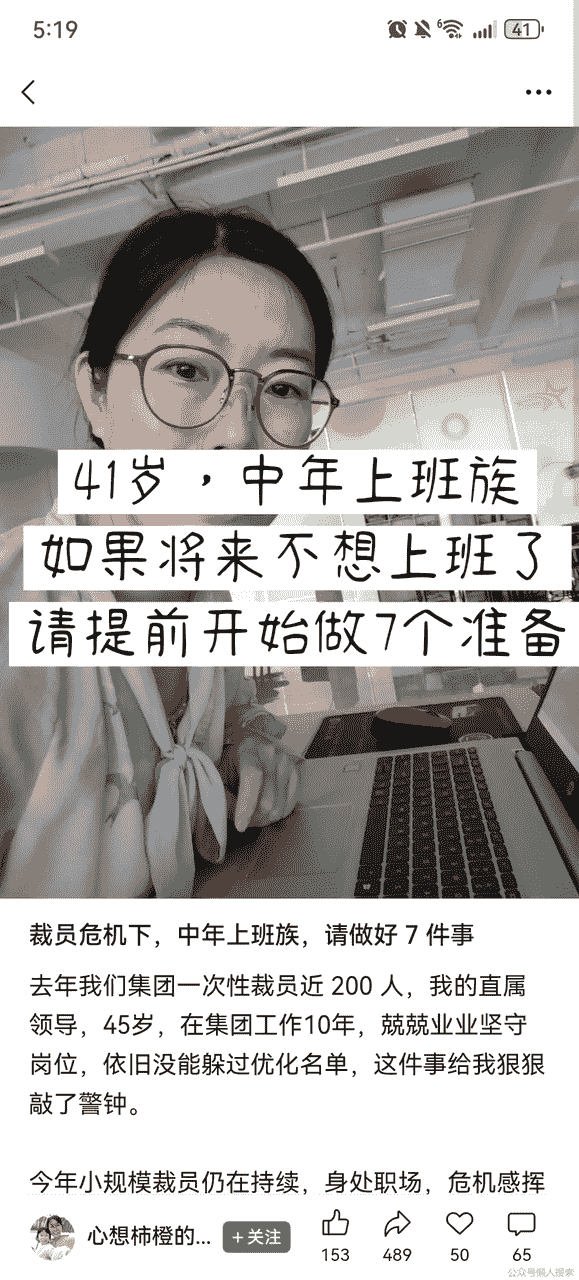 5:19
6
41
41岁，中年上班族
如果将来不想上班了
请提前开始做7个准备
裁员危机下，中年上班族，请做好 7 件事
去年我们集团一次性裁员近 200 人，我的直属
领导，45岁，在集团工作10年，兢兢业业坚守
岗位，依旧没能躲过优化名单，这件事给我狠狠
敲了警钟。
今年小规模裁员仍在持续，身处职场，危机感挥
心想柿橙的...
+关注
153
489
50
65
公众号懒人搜索